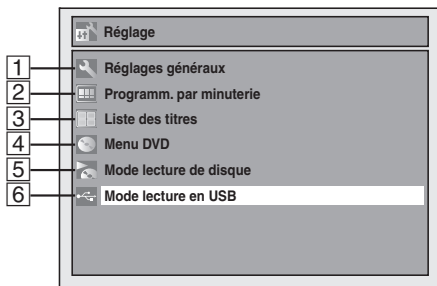 Réglage
1 Réglages généraux
2 Programm. par minuterie
3 Liste des titres
4 Menu DVD
5 Mode lecture de disque
6 Mode lecture en USB